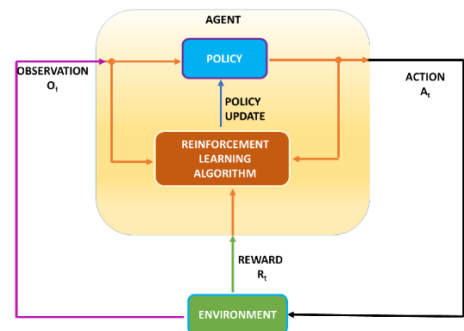 AGENT
POLICY
OBSERVATION
Ot
ACTION
At
POLICY
UPDATE
REINFORCEMENT
LEARNING
ALGORITHM
REWARD
Rt
ENVIRONMENT